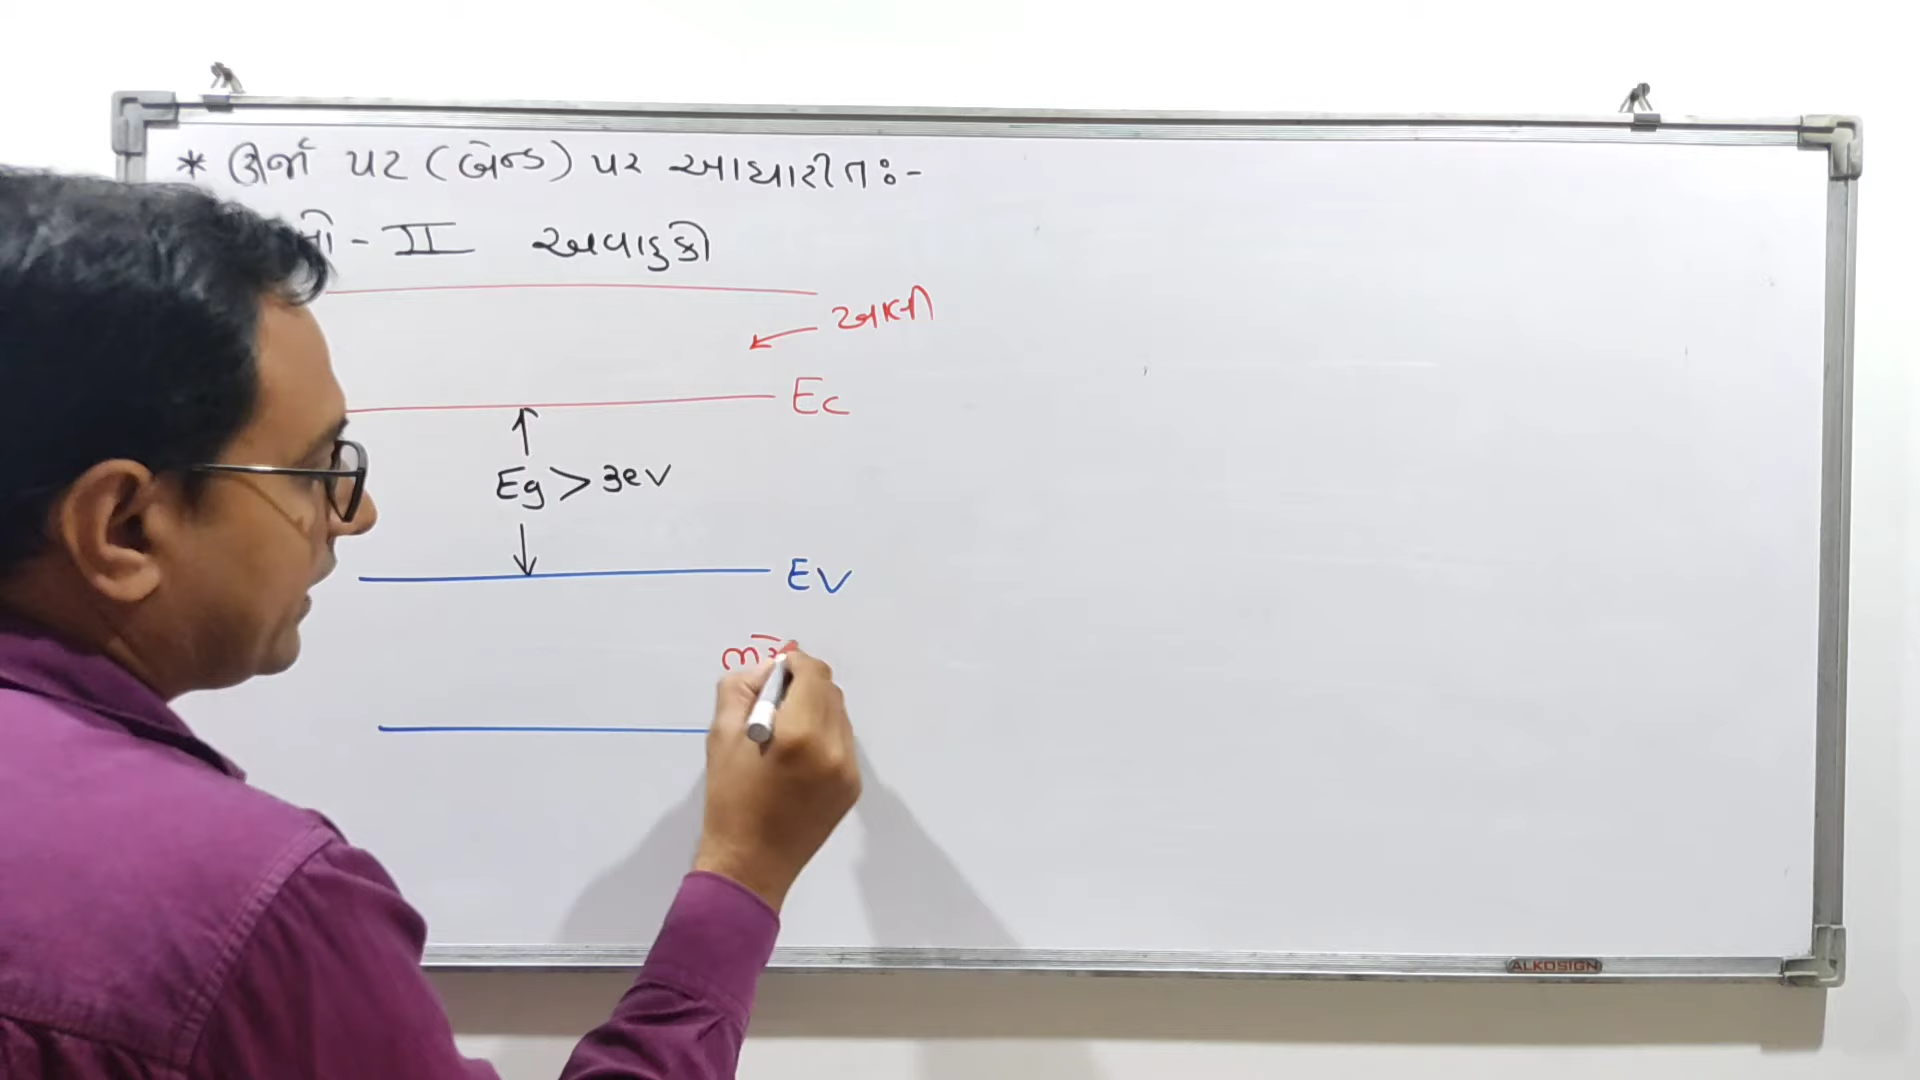 * ઊર્જા પટ (બેન્ડ) પર આધારીત :-
- II અવાહકો
ખાલી
Ec
Eg > 3ev
EV
ALKOSIGN